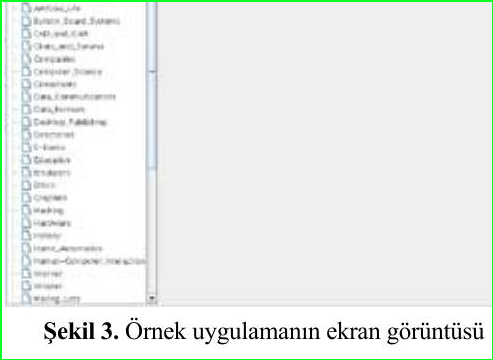 Artificial_Life
Bulletin_Board_Systems
CAD_and_CAM
Chats_and_Forums
Companies
Computer_Science
Consultants
Data_Communications
Data_Formats
Desktop_Publishing
Directories
E-Books
Education
Emulators
Ethics
Graphics
Hacking
Hardware
History
Home_Automation
Human-Computer_Interaction
Internet
Intranet
Mailing_Lists
Şekil 3. Örnek uygulamanın ekran görüntüsü